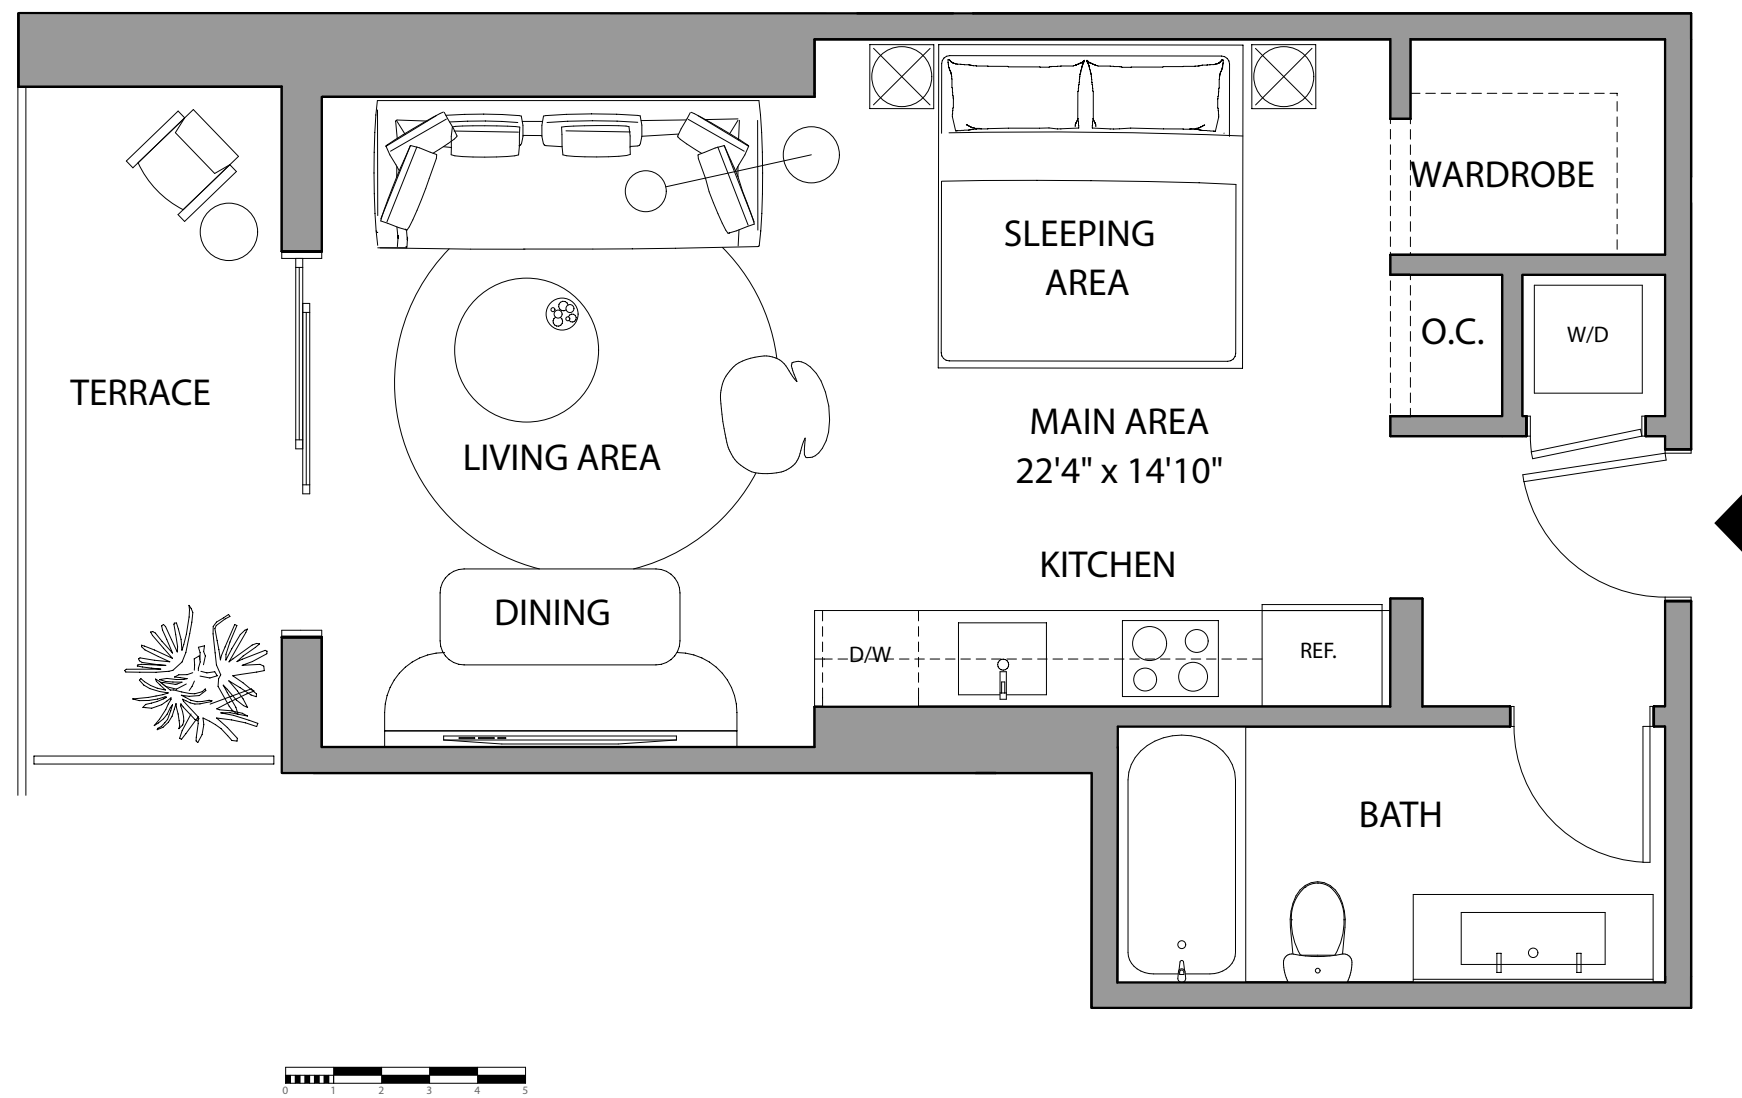 WARDROBE
SLEEPING
AREA
O.C.
W/D
TERRACE
MAIN AREA
22'4" x 14'10"
LIVING AREA
KITCHEN
DINING
D/W
REF.
BATH
0 1 2 3 4 5